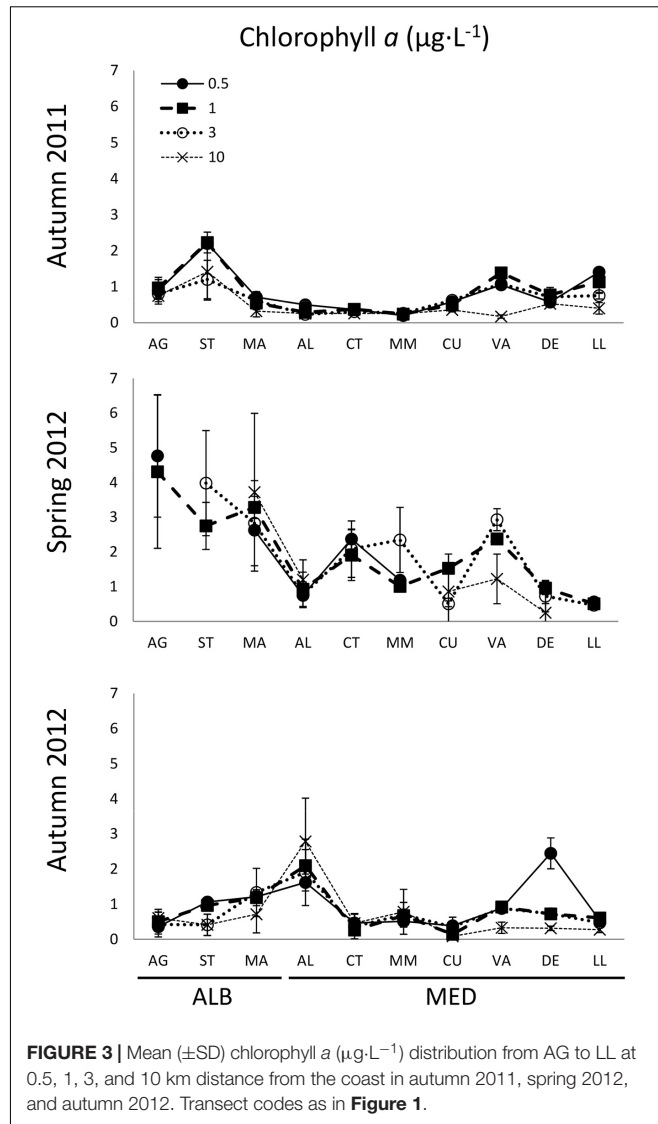 Chlorophyll a (µg·L-1)
Autumn 2011
7
6
5
4
3
2
1
0
0.5
1
3
10
AG ST MA AL CT MM CU VA DE LL
Spring 2012
7
6
5
4
3
2
1
0
AG ST MA AL CT MM CU VA DE LL
Autumn 2012
7
6
5
4
3
2
1
0
AG ST MA AL CT MM CU VA DE LL
ALB MED
FIGURE 3 | Mean (±SD) chlorophyll a (µg·L−1) distribution from AG to LL at
0.5, 1, 3, and 10 km distance from the coast in autumn 2011, spring 2012,
and autumn 2012. Transect codes as in Figure 1.